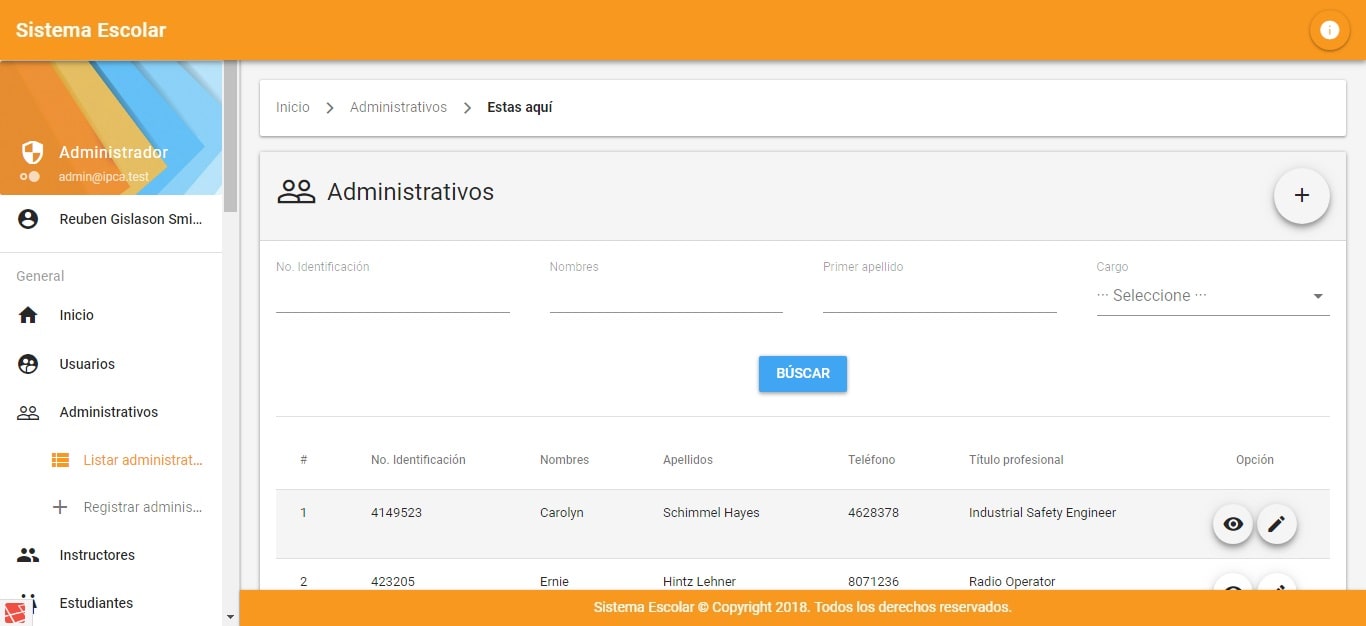 Sistema Escolar
Administrador
admin@ipca.test
Reuben Gislason Smi...
General
Inicio
Usuarios
Administrativos
Listar administrat...
Registrar adminis...
Instructores
Estudiantes
Inicio > Administrativos > Estas aquí
Administrativos
No. Identificación Nombres Primer apellido Cargo
--- Seleccione ---
BÚSCAR
# No. Identificación Nombres Apellidos Teléfono Título profesional Opción
1 4149523 Carolyn Schimmel Hayes 4628378 Industrial Safety Engineer
2 423205 Ernie Hintz Lehner 8071236 Radio Operator
Sistema Escolar © Copyright 2018. Todos los derechos reservados.